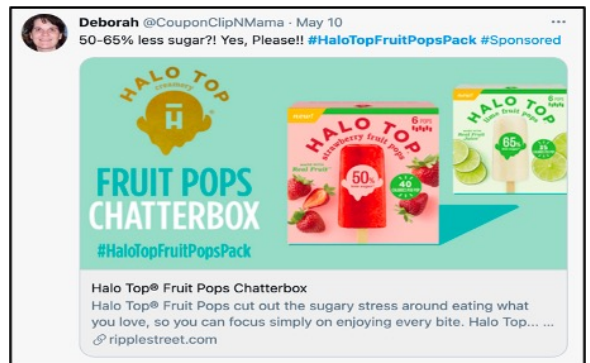 Deborah @CouponClipNMama · May 10
50-65% less sugar?! Yes, Please!! #HaloTopFruitPopsPack #Sponsored
HALO TOP
creamery
H
FRUIT POPS
CHATTERBOX
#HaloTopFruitPopsPack
6 POPS
HALO TOP
strawberry fruit pops
Real Fruit
50%
40
6 POPS
HALO TOP
lime fruit pops
Real Fruit
65%
35
Halo Top® Fruit Pops Chatterbox
Halo Top® Fruit Pops cut out the sugary stress around eating what
you love, so you can focus simply on enjoying every bite. Halo Top... ...
ripplestreet.com